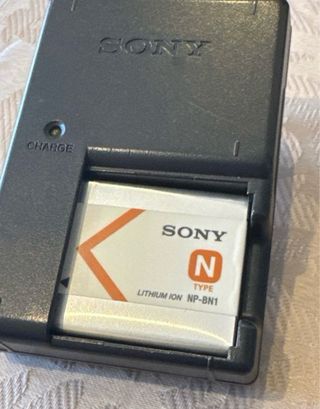 SONY
CHARGE
SONY
N
TYPE
LITHIUM ION NP-BN1